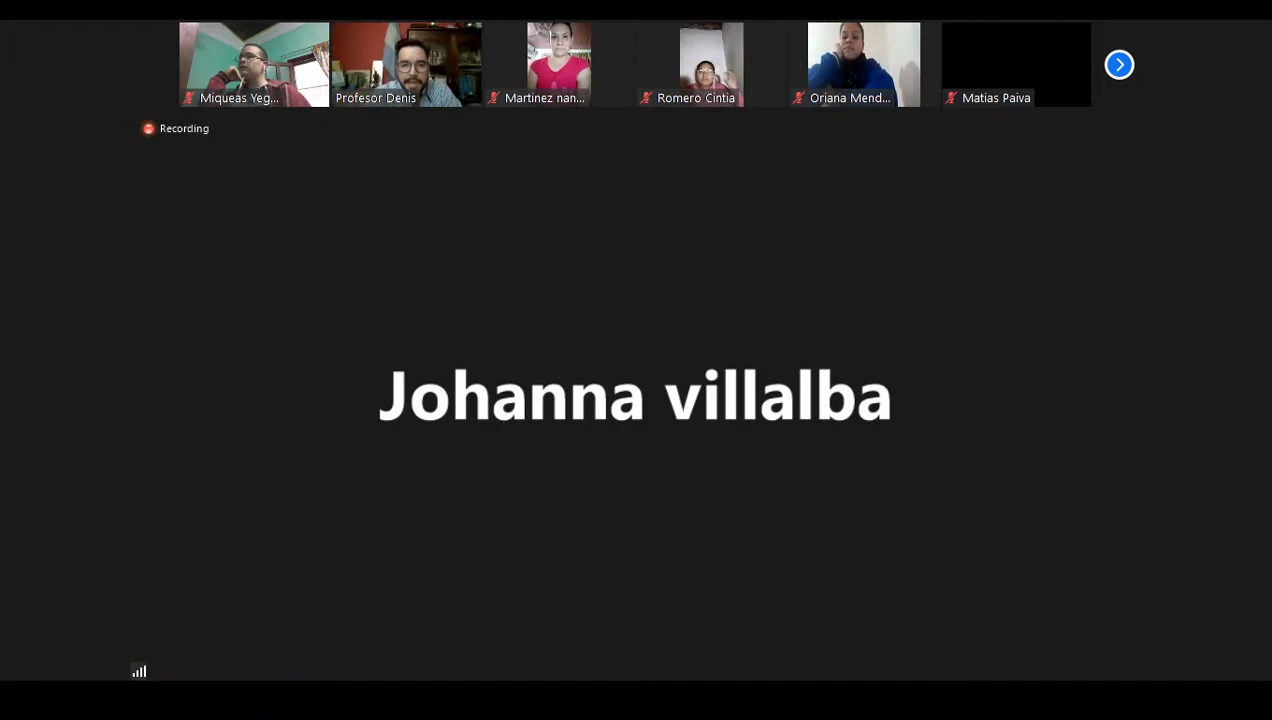 Miqueas Yeg...
Profesor Denis
Martinez nan...
Romero Cintia
Oriana Mend...
Matias Paiva
Recording
Johanna villalba